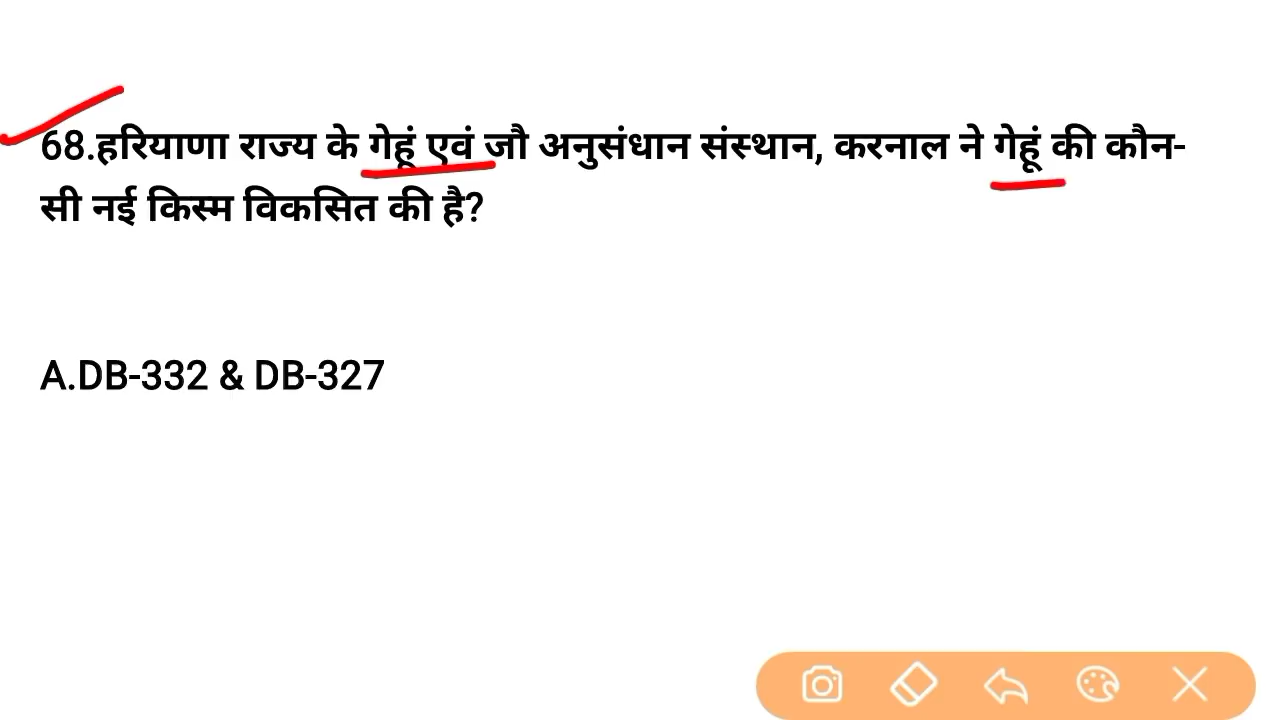 68.हरियाणा राज्य के गेहूं एवं जौ अनुसंधान संस्थान, करनाल ने गेहूं की कौन-
सी नई किस्म विकसित की है?
A.DB-332 & DB-327